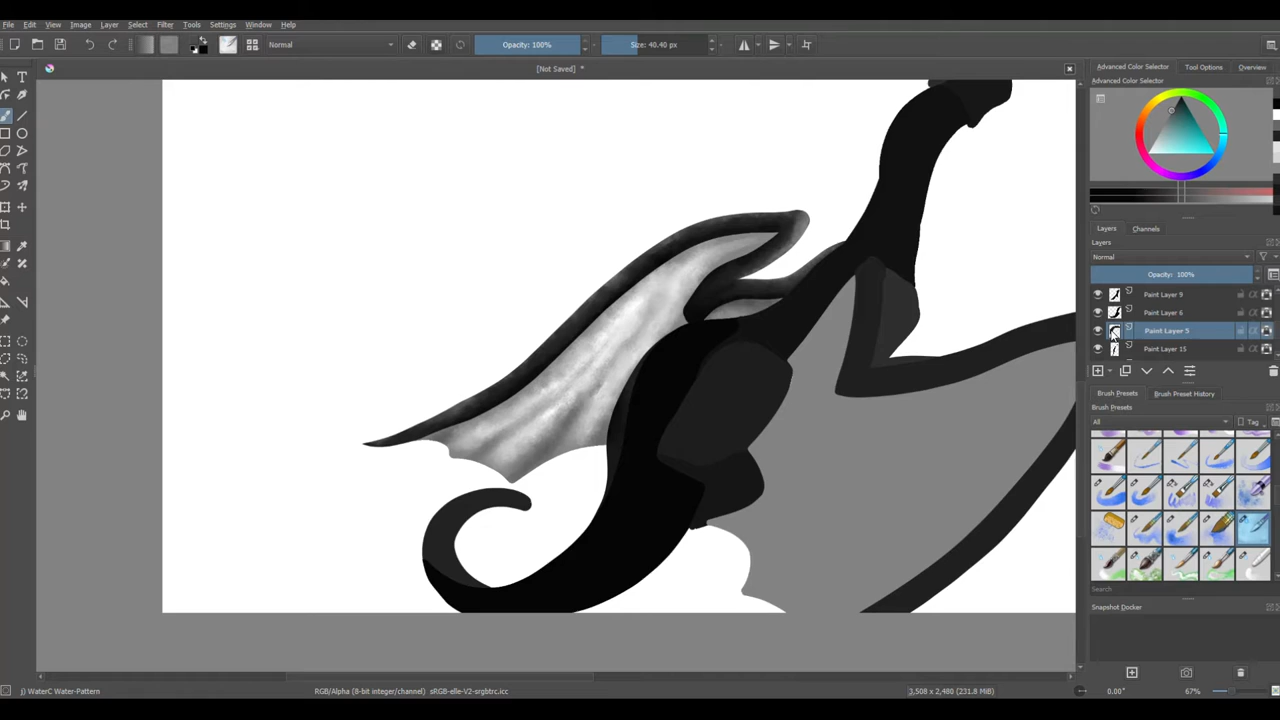 File Edit View Image Layer Select Filter Tools Settings Window Help
Normal Opacity: 100% Size: 40.40 px
[Not Saved] *
Advanced Color Selector Tool Options Overview
Advanced Color Selector
Layers Channels
Layers
Normal
Opacity: 100%
Paint Layer 9
Paint Layer 6
Paint Layer 5
Paint Layer 15
Brush Presets Brush Preset History
Brush Presets
All Tag
Search
Snapshot Docker
j) WaterC Water-Pattern RGB/Alpha (8-bit integer/channel) sRGB-elle-V2-srgbtrc.icc 3,508 x 2,480 (231.8 MiB) 0.00° 67%